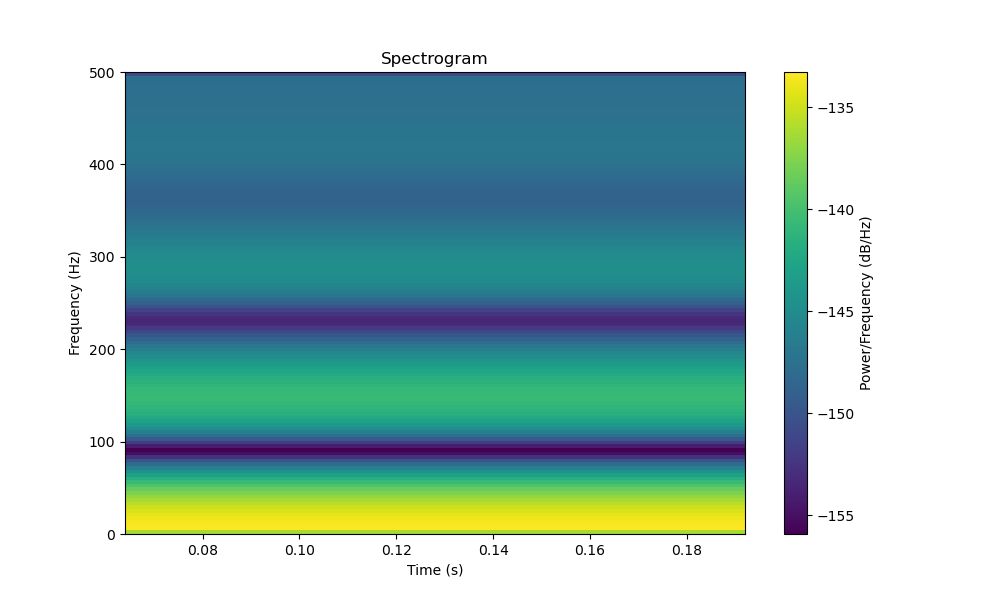 Spectrogram
500
400
300
200
100
0
Frequency (Hz)
0.08 0.10 0.12 0.14 0.16 0.18
Time (s)
−135
−140
−145
−150
−155
Power/Frequency (dB/Hz)